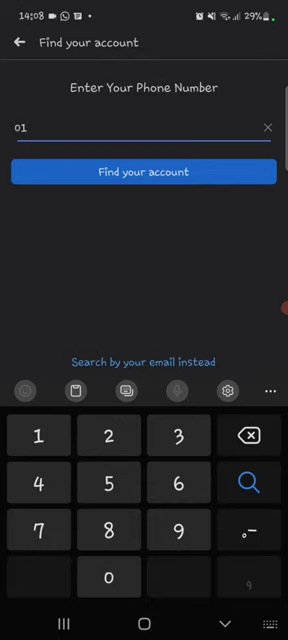 14:08
29%
Find your account
Enter Your Phone Number
01
Find your account
Search by your email instead
1 2 3
4 5 6
7 8 9 .-
0 ,